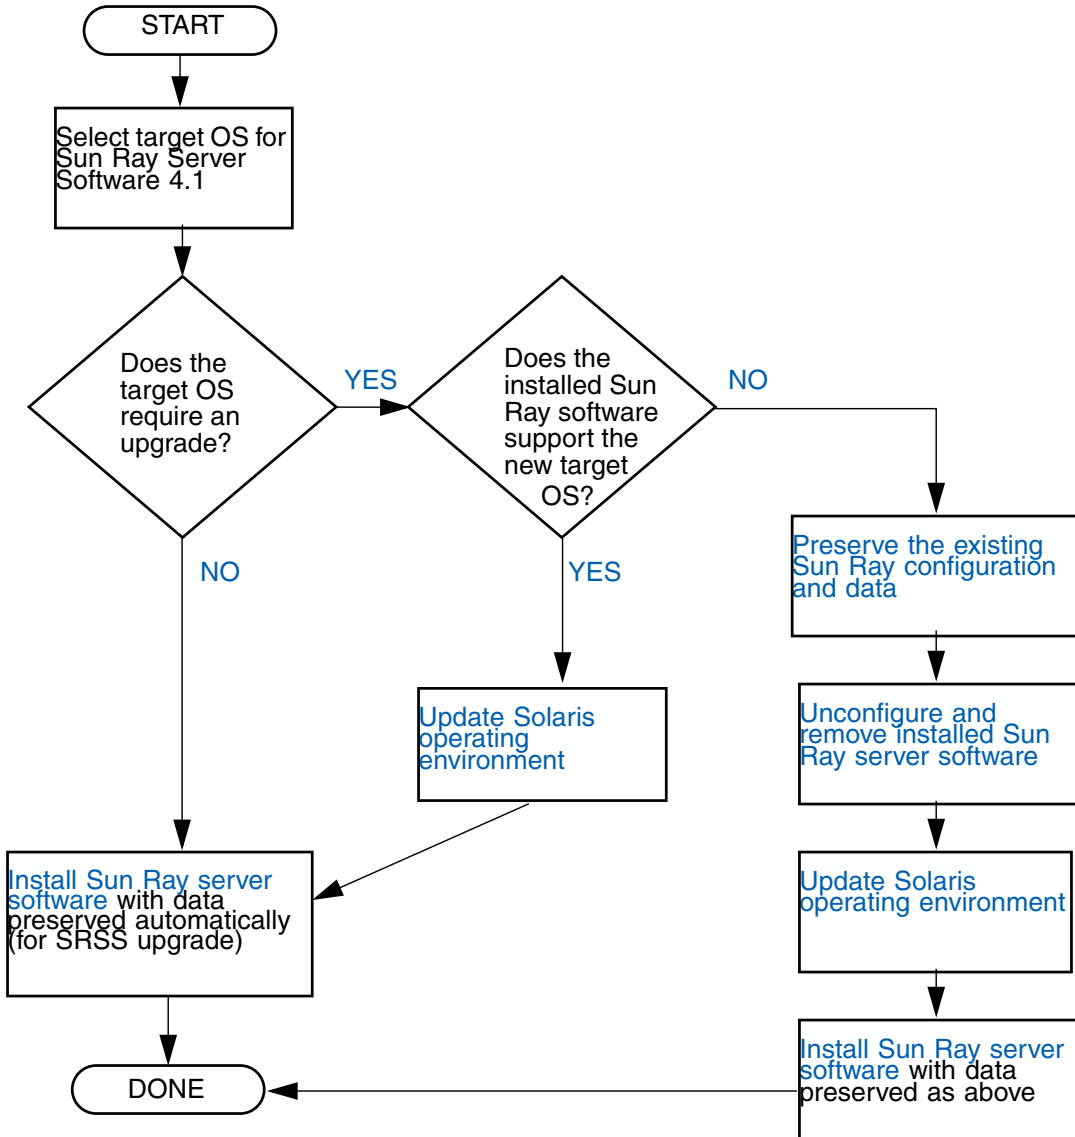 START
Select target OS for
Sun Ray Server
Software 4.1
Does the
target OS
require an
upgrade?
YES
NO
Does the
installed Sun
Ray software
support the
new target
OS?
NO
YES
Update Solaris
operating
environment
Preserve the existing
Sun Ray configuration
and data
Unconfigure and
remove installed Sun
Ray server software
Update Solaris
operating environment
Install Sun Ray server
software with data
preserved as above
Install Sun Ray server
software with data
preserved automatically
(for SRSS upgrade)
DONE